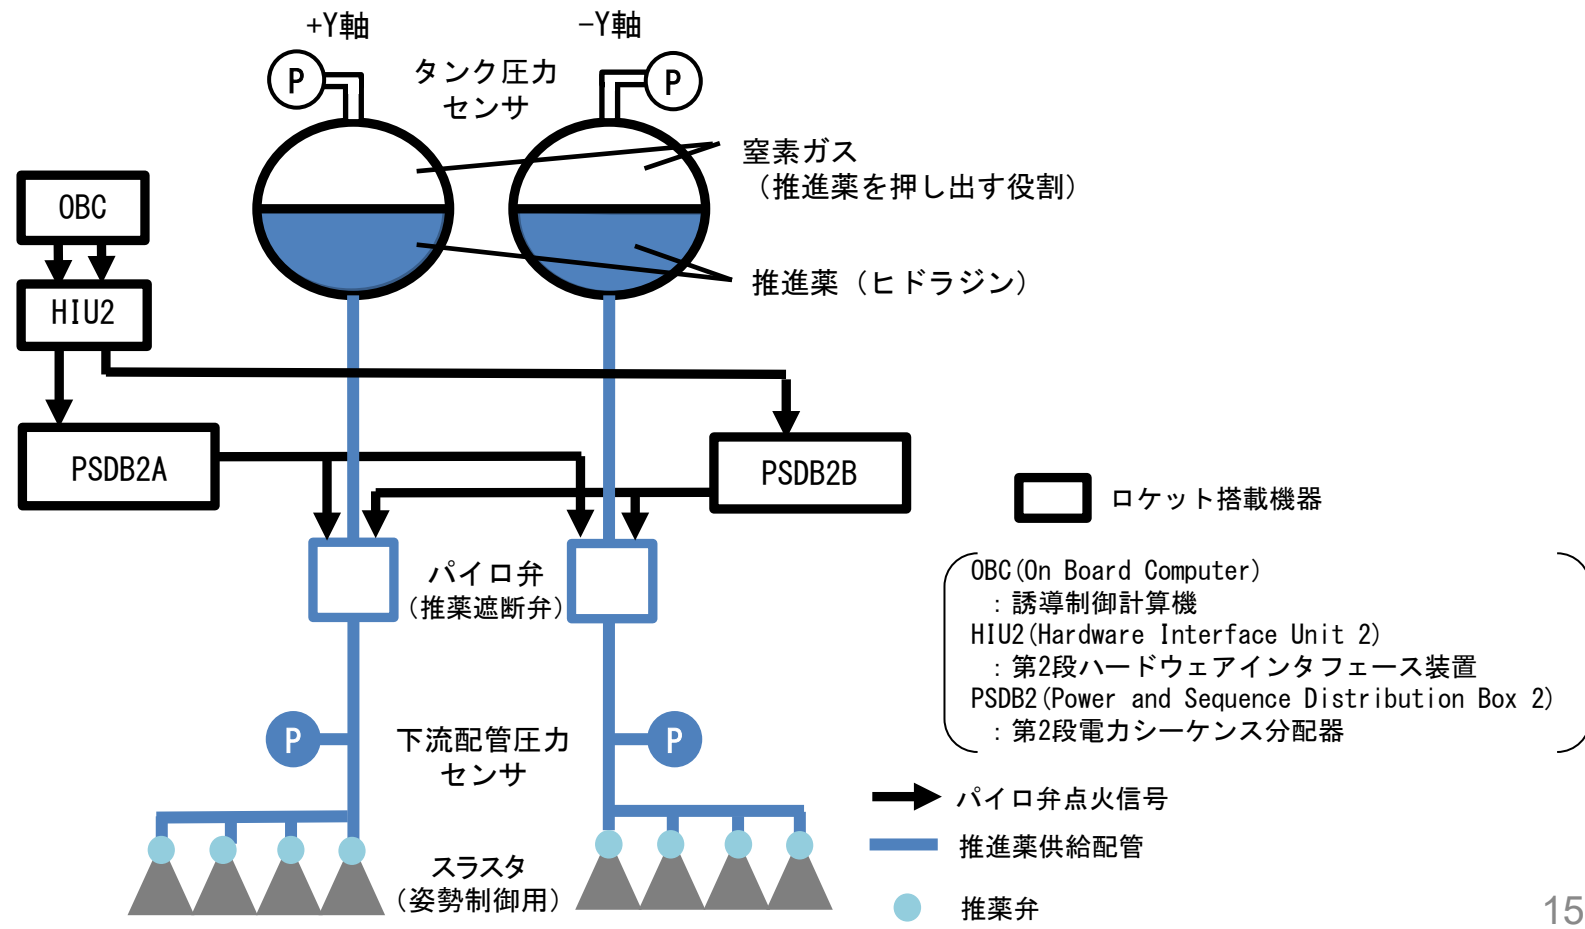 +Y軸
−Y軸
P
P
タンク圧力
センサ
窒素ガス
（推進薬を押し出す役割）
OBC
推進薬（ヒドラジン）
HIU2
PSDB2A
PSDB2B
ロケット搭載機器
パイロ弁
（推薬遮断弁）
OBC(On Board Computer)
：誘導制御計算機
HIU2(Hardware Interface Unit 2)
：第2段ハードウェアインタフェース装置
PSDB2(Power and Sequence Distribution Box 2)
：第2段電力シーケンス分配器
P
P
下流配管圧力
センサ
パイロ弁点火信号
推進薬供給配管
スラスタ
（姿勢制御用）
推薬弁
15